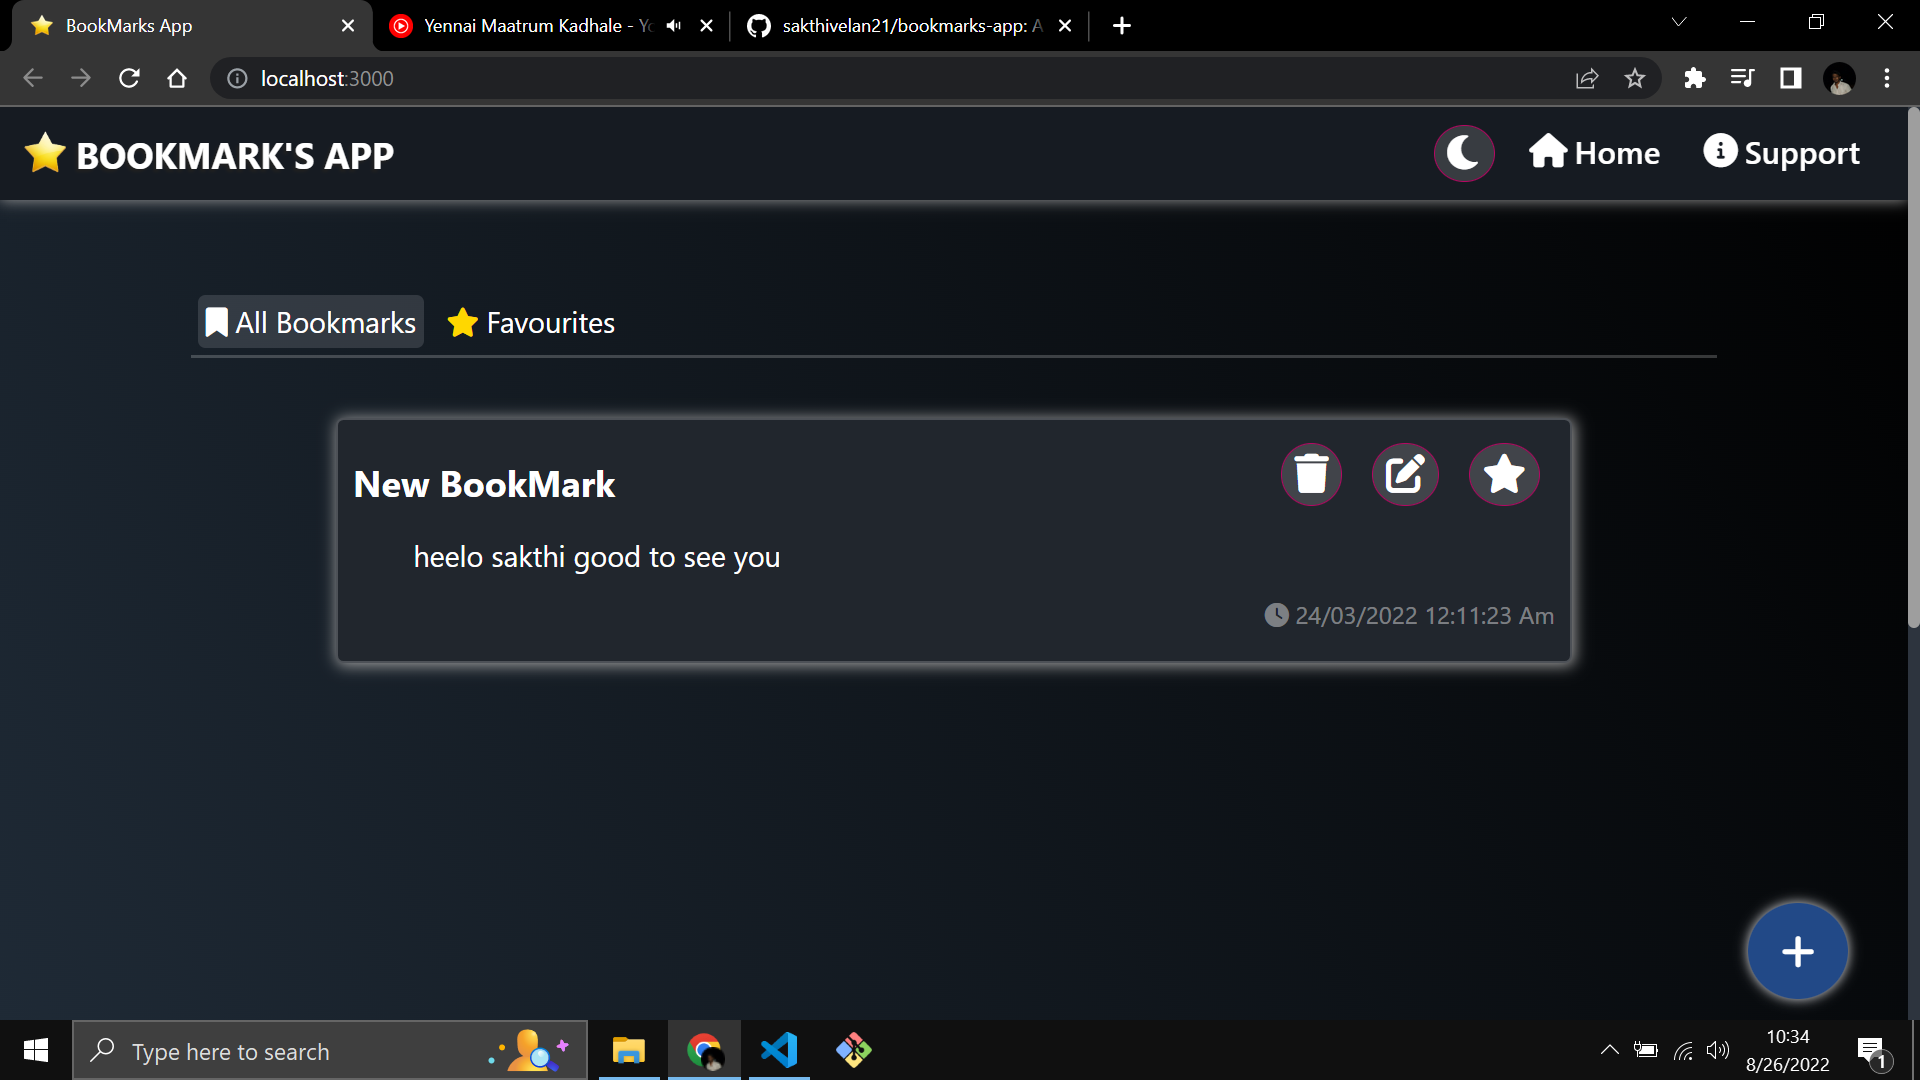 BookMarks App
Yennai Maatrum Kadhale -
sakthivelan21/bookmarks-app: A
localhost:3000
BOOKMARK'S APP
Home
Support
All Bookmarks
Favourites
New BookMark
heelo sakthi good to see you
24/03/2022 12:11:23 Am
Type here to search
10:34
8/26/2022
1